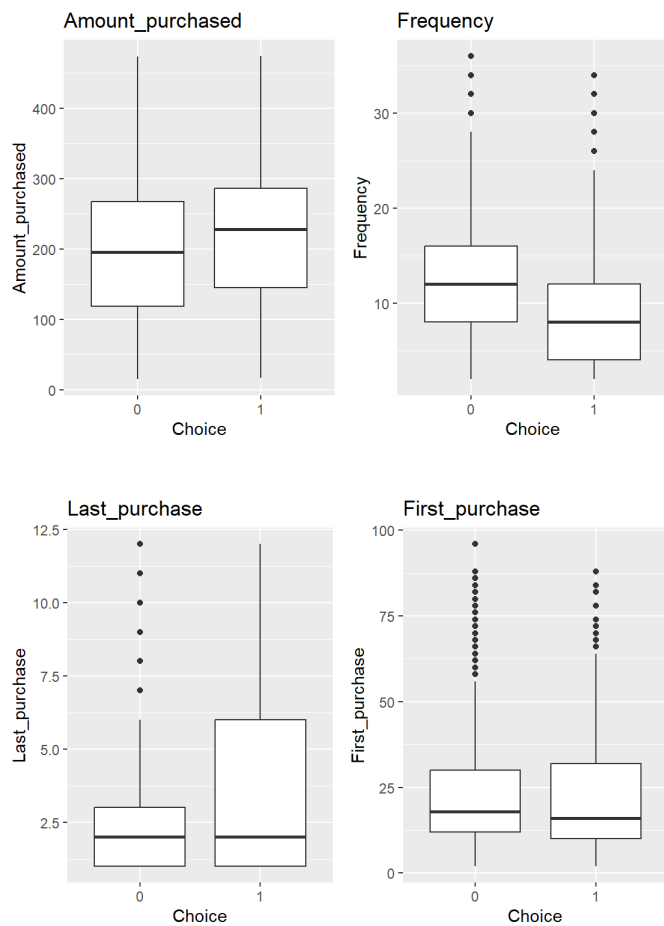 Amount_purchased
400
300
200
100
0
Amount_purchased
0 1
Choice
Frequency
30
20
10
Frequency
0 1
Choice
Last_purchase
12.5
10.0
7.5
5.0
2.5
Last_purchase
0 1
Choice
First_purchase
100
75
50
25
0
First_purchase
0 1
Choice